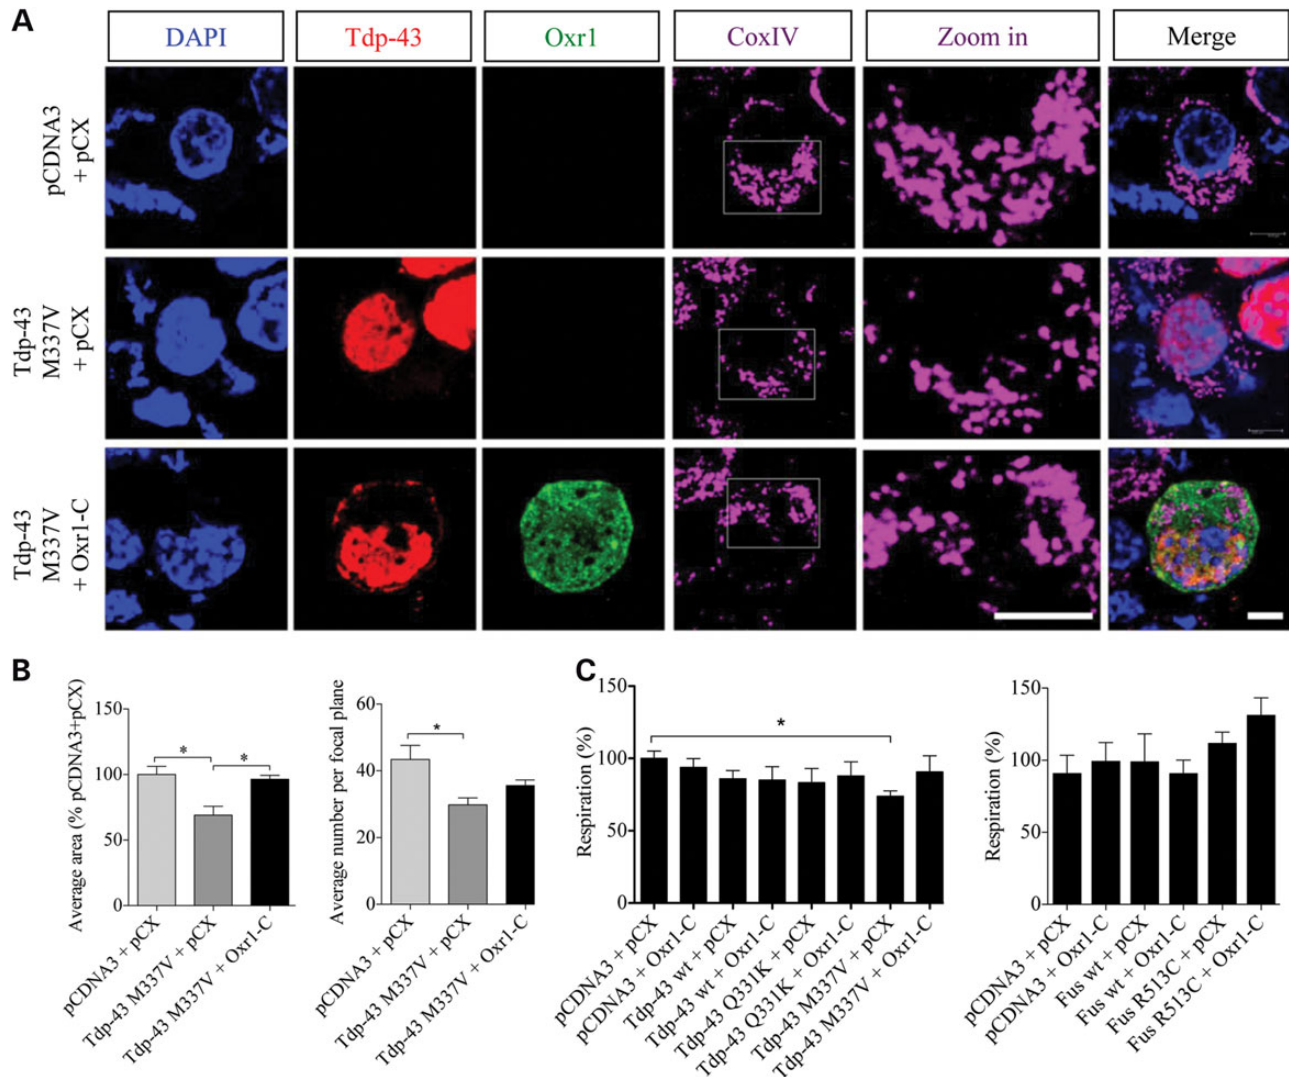 A
DAPI
Tdp-43
Oxr1
CoxIV
Zoom in
Merge
pCDNA3
+ pCX
Tdp-43
M337V
+ pCX
Tdp-43
M337V
+ Oxr1-C
B
Average area (% pCDNA3+pCX)
150
100
50
0
*
*
pCDNA3 + pCX
Tdp-43 M337V + pCX
Tdp-43 M337V + Oxr1-C
Average number per focal plane
60
40
20
0
*
pCDNA3 + pCX
Tdp-43 M337V + pCX
Tdp-43 M337V + Oxr1-C
C
Respiration (%)
150
100
50
0
*
pCDNA3 + pCX
pCDNA3 + Oxr1-C
Tdp-43 wt + pCX
Tdp-43 wt + Oxr1-C
Tdp-43 Q331K + pCX
Tdp-43 Q331K + Oxr1-C
Tdp-43 M337V + pCX
Tdp-43 M337V + Oxr1-C
Respiration (%)
150
100
50
0
pCDNA3 + pCX
pCDNA3 + Oxr1-C
Fus wt + pCX
Fus wt + Oxr1-C
Fus R513C + pCX
Fus R513C + Oxr1-C